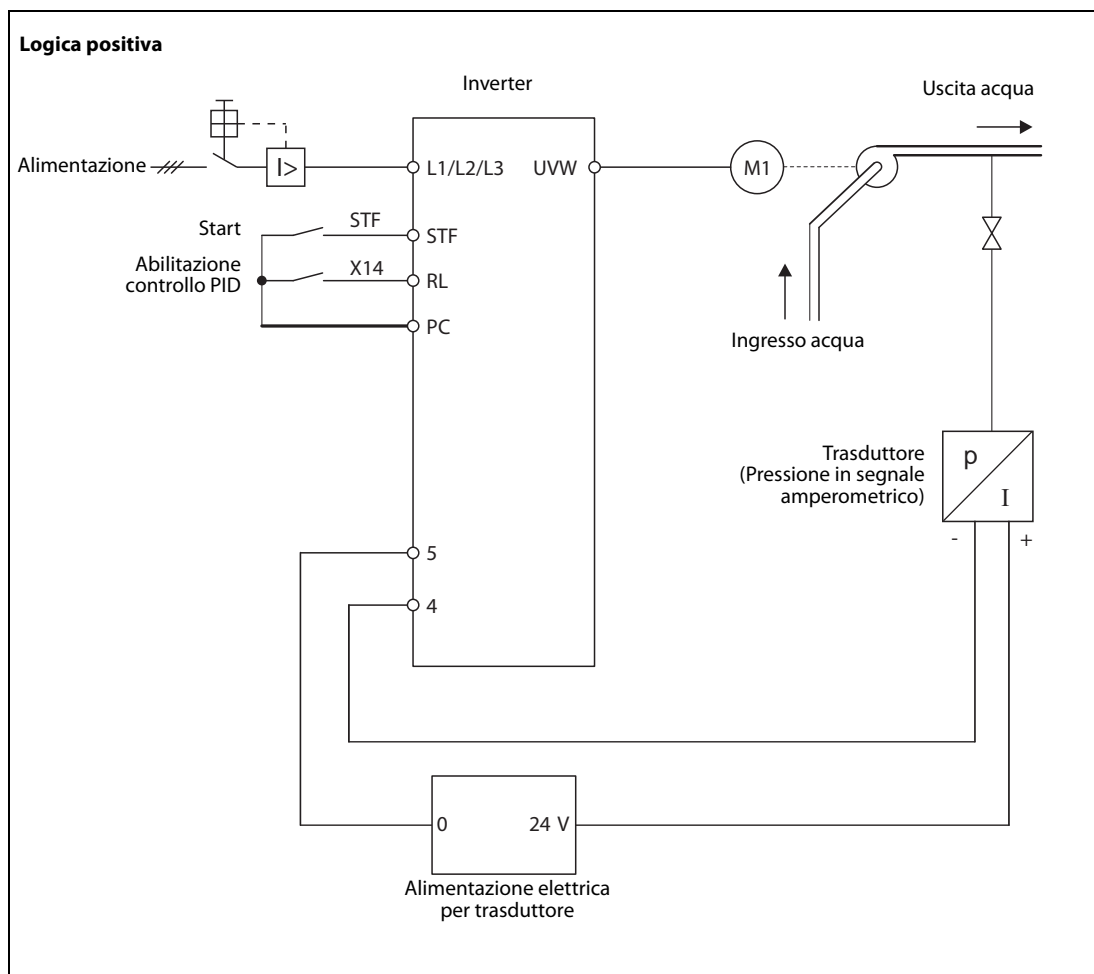 Logica positiva
Inverter
Uscita acqua
Alimentazione
I>
L1/L2/L3
UVW
M1
Start
STF
STF
Abilitazione
controllo PID
X14
RL
PC
Ingresso acqua
Trasduttore
(Pressione in segnale
amperometrico)
p
I
-
+
5
4
0
24 V
Alimentazione elettrica
per trasduttore